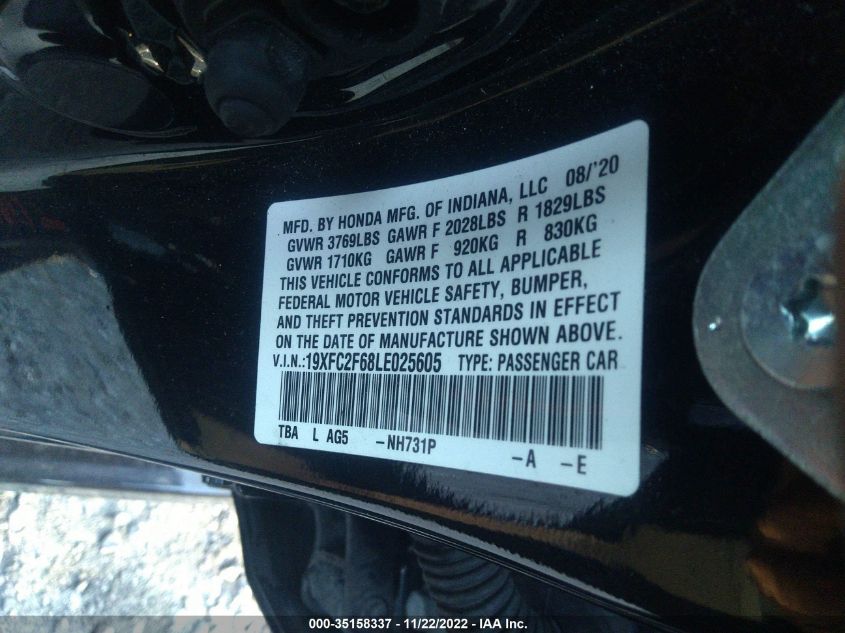 MFD. BY HONDA MFG. OF INDIANA, LLC 08/'20
GVWR 3769LBS GAWR F 2028LBS R 1829LBS
GVWR 1710KG GAWR F 920KG R 830KG
THIS VEHICLE CONFORMS TO ALL APPLICABLE
FEDERAL MOTOR VEHICLE SAFETY, BUMPER,
AND THEFT PREVENTION STANDARDS IN EFFECT
ON THE DATE OF MANUFACTURE SHOWN ABOVE.
V.I.N.:19XFC2F68LE025605 TYPE: PASSENGER CAR
TBA L AG5 -NH731P -A -E
000-35158337 - 11/22/2022 - IAA Inc.